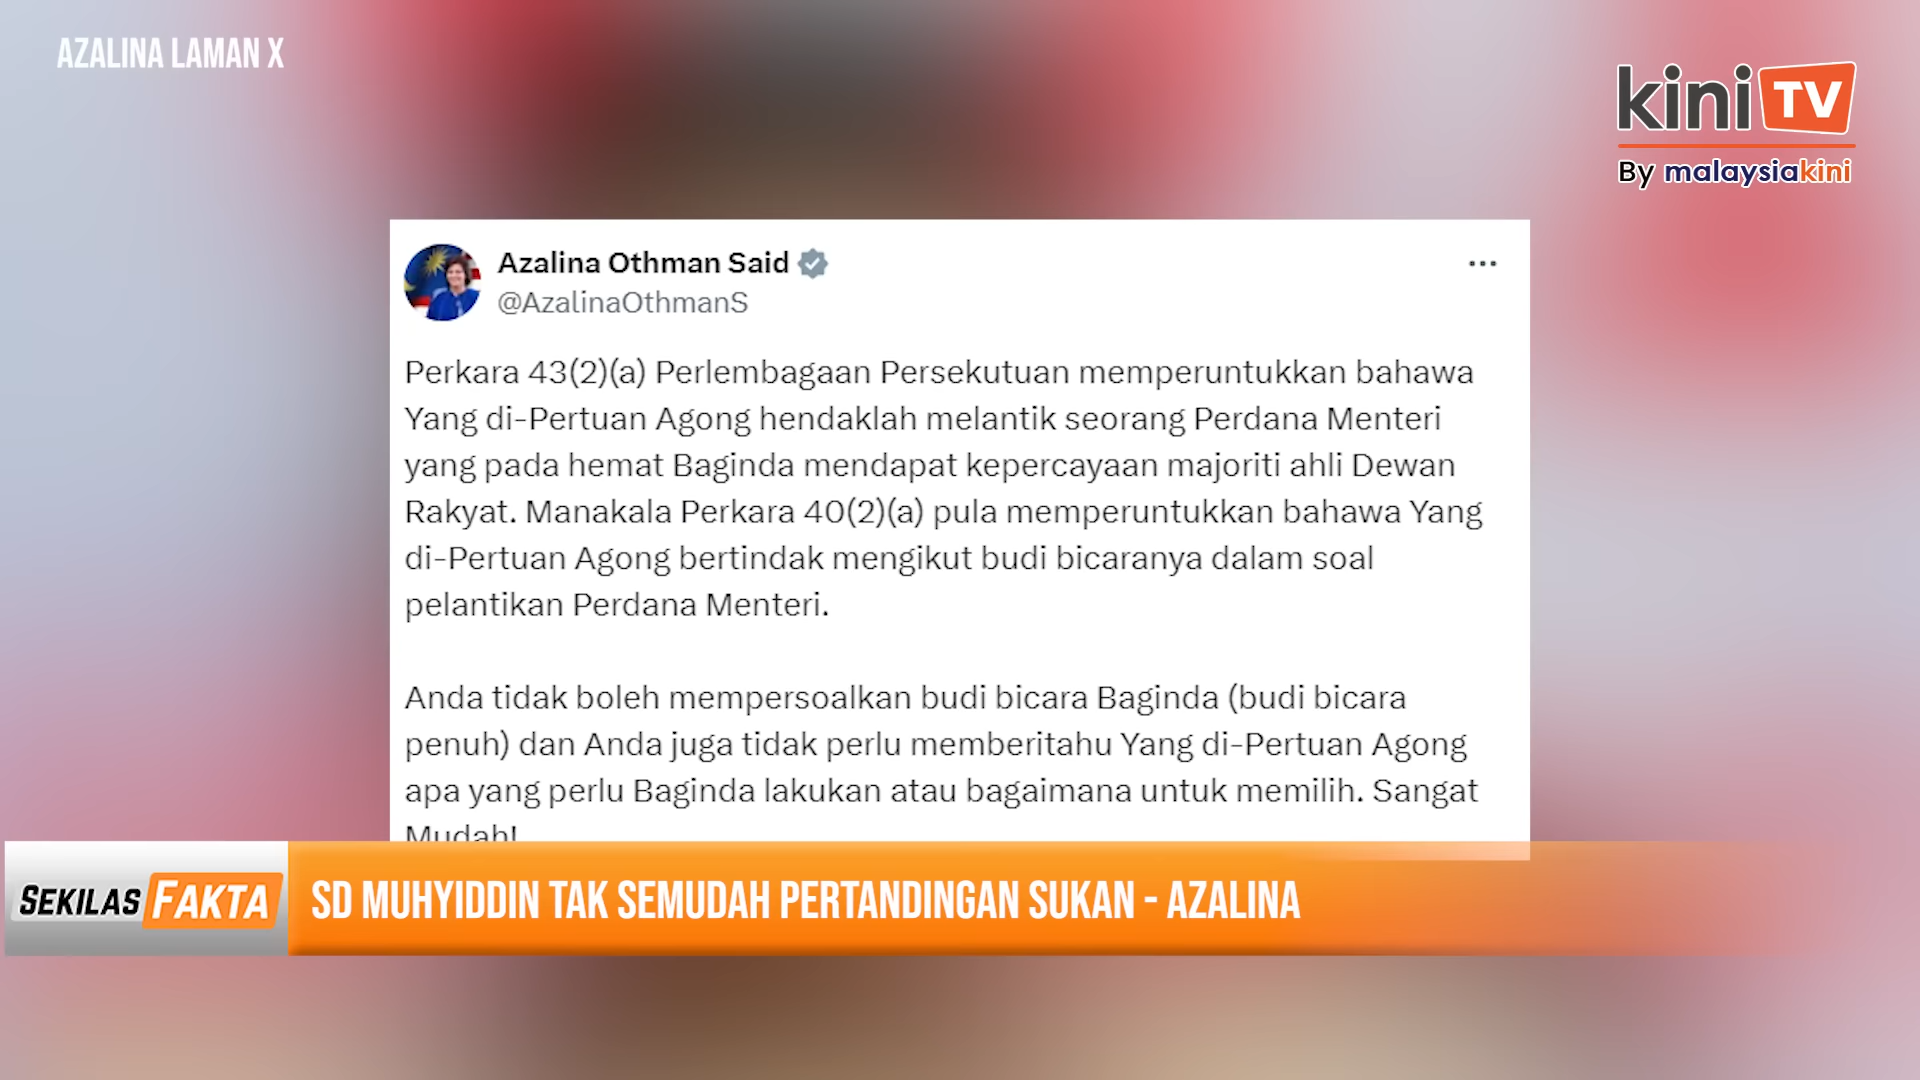 AZALINA LAMAN X
kini TV
By malaysiakini
Azalina Othman Said
@AzalinaOthmanS
Perkara 43(2)(a) Perlembagaan Persekutuan memperuntukkan bahawa
Yang di-Pertuan Agong hendaklah melantik seorang Perdana Menteri
yang pada hemat Baginda mendapat kepercayaan majoriti ahli Dewan
Rakyat. Manakala Perkara 40(2)(a) pula memperuntukkan bahawa Yang
di-Pertuan Agong bertindak mengikut budi bicaranya dalam soal
pelantikan Perdana Menteri.
Anda tidak boleh mempersoalkan budi bicara Baginda (budi bicara
penuh) dan Anda juga tidak perlu memberitahu Yang di-Pertuan Agong
apa yang perlu Baginda lakukan atau bagaimana untuk memilih. Sangat
Mudah!
SEKILAS FAKTA
SD MUHYIDDIN TAK SEMUDAH PERTANDINGAN SUKAN - AZALINA